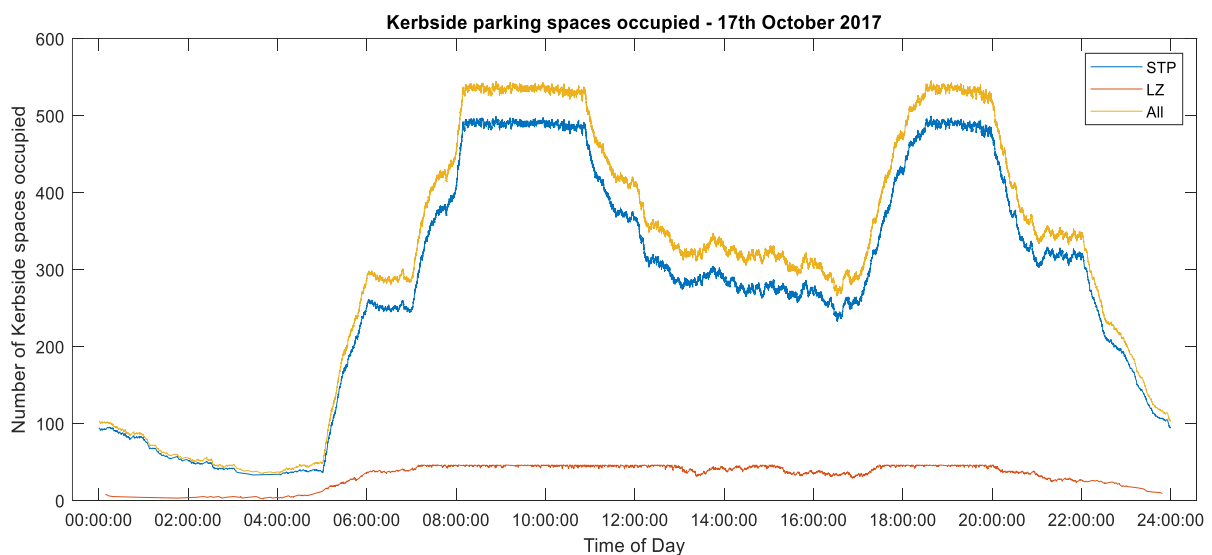 Kerbside parking spaces occupied - 17th October 2017
Number of Kerbside spaces occupied
600
500
400
300
200
100
0
STP
LZ
All
00:00:00 02:00:00 04:00:00 06:00:00 08:00:00 10:00:00 12:00:00 14:00:00 16:00:00 18:00:00 20:00:00 22:00:00 24:00:00
Time of Day